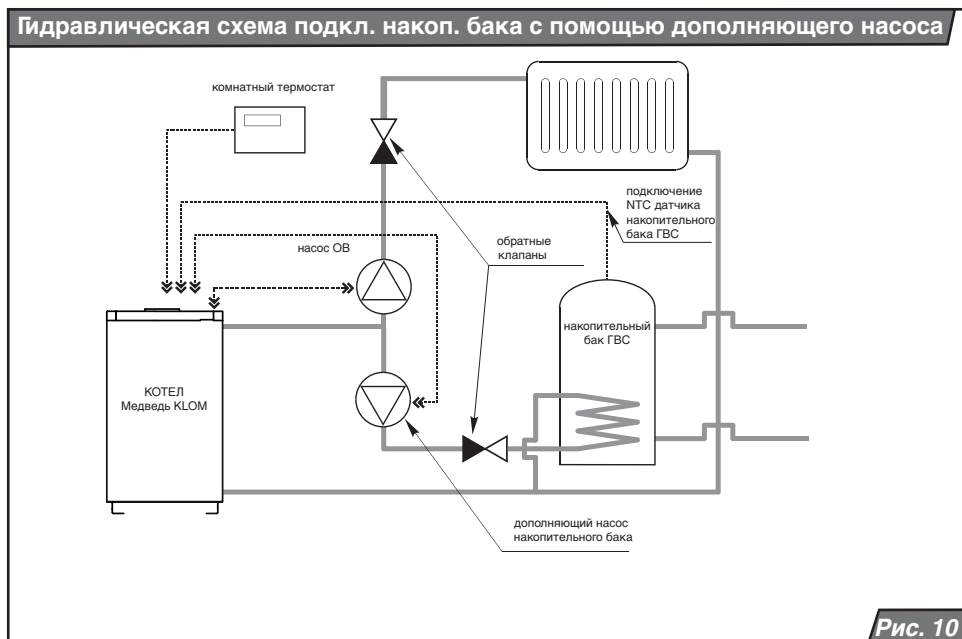 Гидравлическая схема подкл. накоп. бака с помощью дополняющего насоса
комнатный термостат
подключение
NTC датчика
накопительного
бака ГВС
насос ОВ
обратные
клапаны
накопительный
бак ГВС
КОТЕЛ
Медведь KLOM
дополняющий насос
накопительного бака
Рис. 10